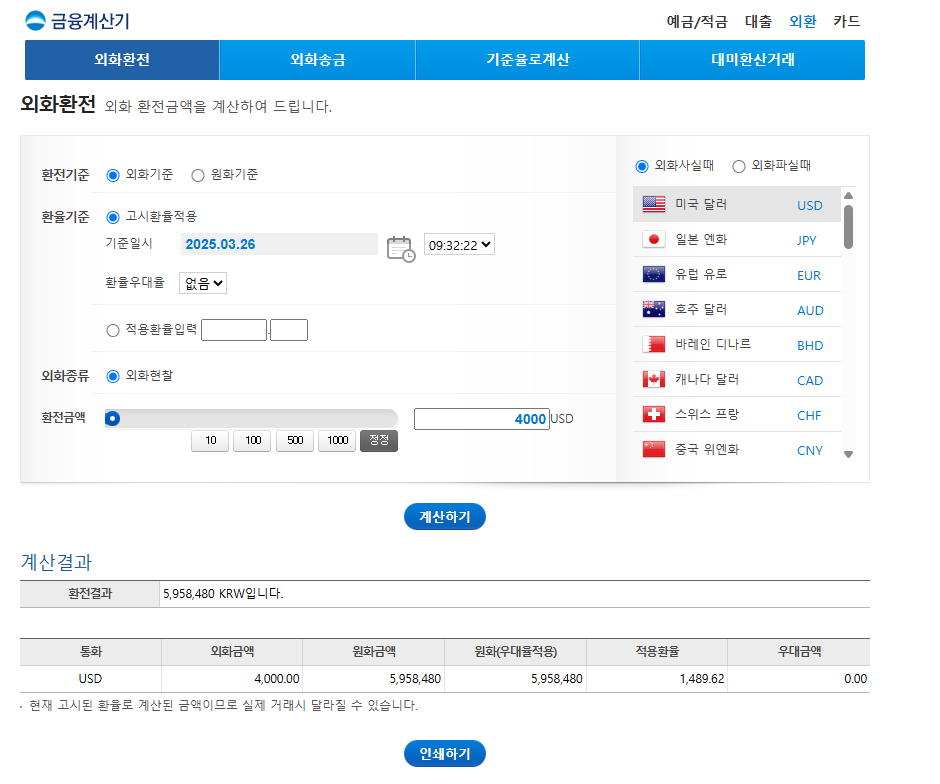 금융계산기
예금/적금 대출 외환 카드
외화환전 외화송금 기준율로계산 대미환산거래
외화환전 외화 환전금액을 계산하여 드립니다.
환전기준 외화기준 원화기준
외화사실때 외화파실때
환율기준 고시환율적용
기준일시 2025.03.26 09:32:22
환율우대율 없음
적용환율입력 .
외화종류 외화현찰
환전금액 4000 USD
10 100 500 1000 정정
미국 달러 USD
일본 엔화 JPY
유럽 유로 EUR
호주 달러 AUD
바레인 디나르 BHD
캐나다 달러 CAD
스위스 프랑 CHF
중국 위엔화 CNY
계산하기
계산결과
환전결과 5,958,480 KRW입니다.
통화 외화금액 원화금액 원화(우대율적용) 적용환율 우대금액
USD 4,000.00 5,958,480 5,958,480 1,489.62 0.00
· 현재 고시된 환율로 계산된 금액이므로 실제 거래시 달라질 수 있습니다.
인쇄하기